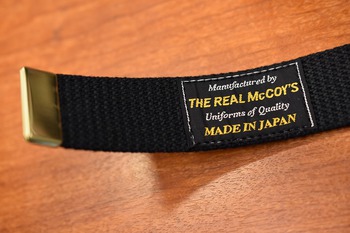 Manufactured by
THE REAL McCOY'S
Uniforms of Quality
MADE IN JAPAN